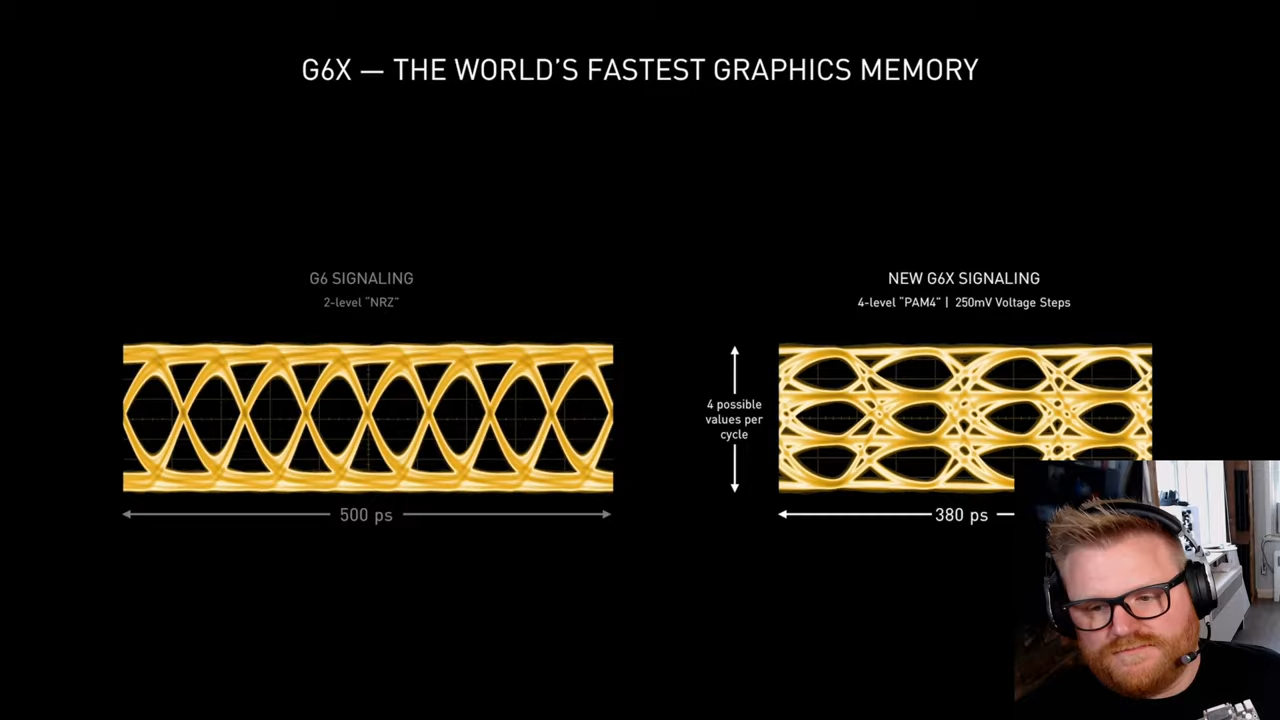 G6X — THE WORLD'S FASTEST GRAPHICS MEMORY
G6 SIGNALING
2-level "NRZ"
500 ps
NEW G6X SIGNALING
4-level "PAM4" | 250mV Voltage Steps
4 possible
values per
cycle
380 ps